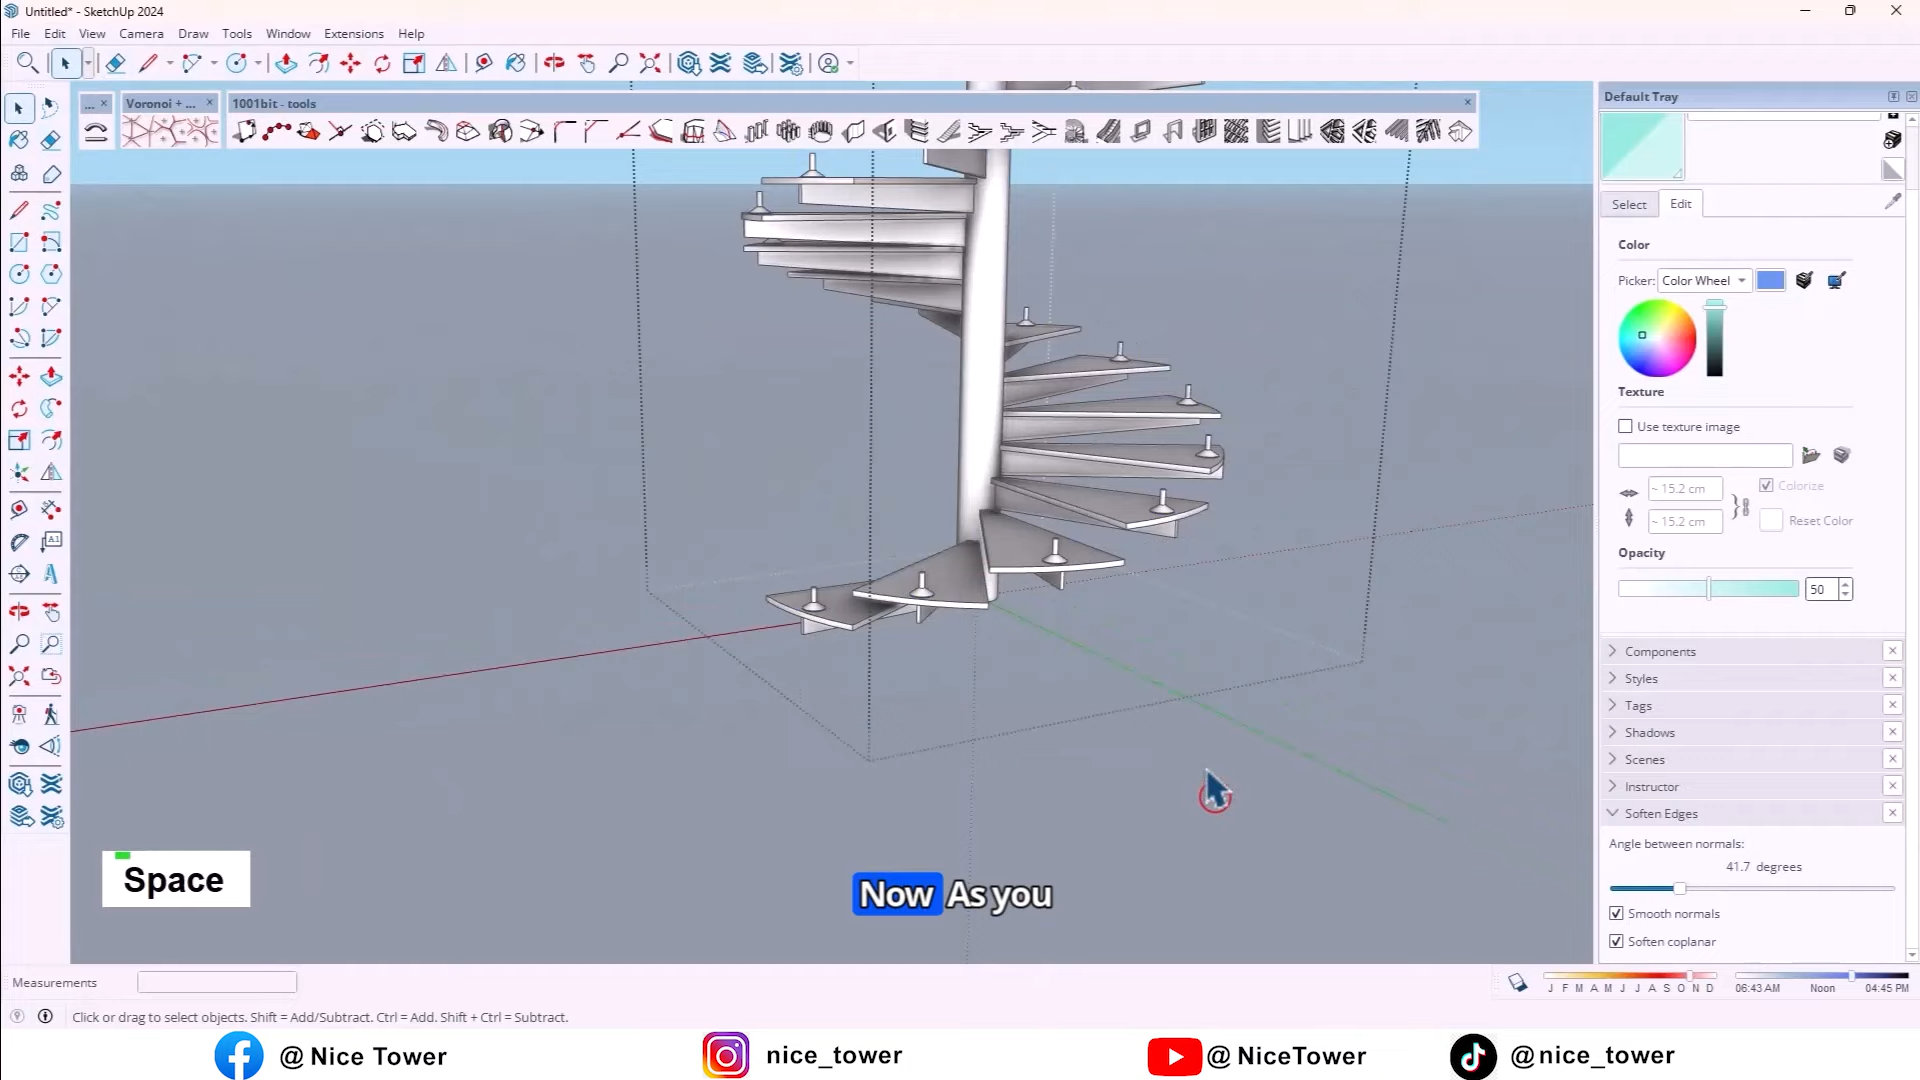 Untitled* - SketchUp 2024
File Edit View Camera Draw Tools Window Extensions Help
... Voronoi + ... 1001bit - tools
Default Tray
Select Edit
Color
Picker: Color Wheel
Texture
Use texture image
~ 15.2 cm Colorize
~ 15.2 cm Reset Color
Opacity
50
Components
Styles
Tags
Shadows
Scenes
Instructor
Soften Edges
Angle between normals:
41.7 degrees
Smooth normals
Soften coplanar
Space
Now As you
Measurements
J F M A M J J A S O N D 06:43 AM Noon 04:45 PM
Click or drag to select objects. Shift = Add/Subtract. Ctrl = Add. Shift + Ctrl = Subtract.
@ Nice Tower nice_tower @ NiceTower @nice_tower